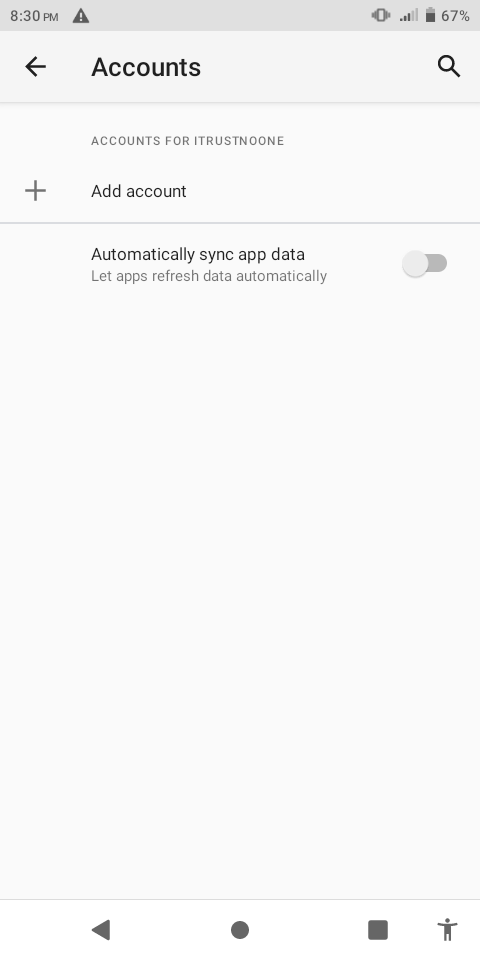 8:30 PM 67%
Accounts
ACCOUNTS FOR ITRUSTNOONE
Add account
Automatically sync app data
Let apps refresh data automatically